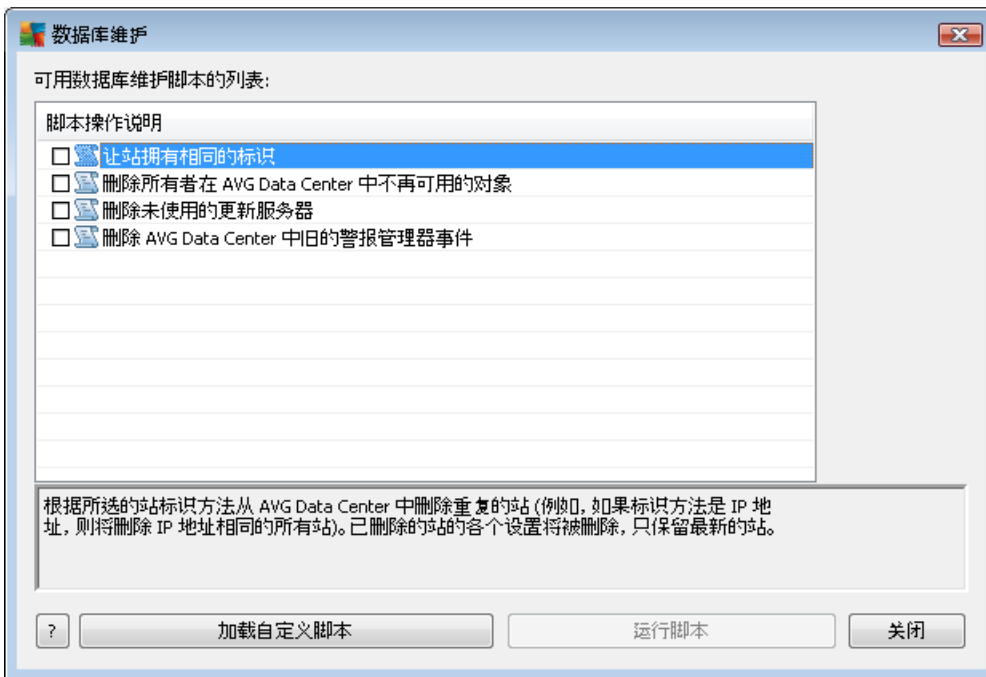 数据库维护
可用数据库维护脚本的列表:
脚本操作说明
让站拥有相同的标识
删除所有者在 AVG Data Center 中不再可用的对象
删除未使用的更新服务器
删除 AVG Data Center 中旧的警报管理器事件
根据所选的站标识方法从 AVG Data Center 中删除重复的站 (例如, 如果标识方法是 IP 地
址, 则将删除 IP 地址相同的所有站)。已删除的站的各个设置将被删除, 只保留最新的站。
? 加载自定义脚本 运行脚本 关闭